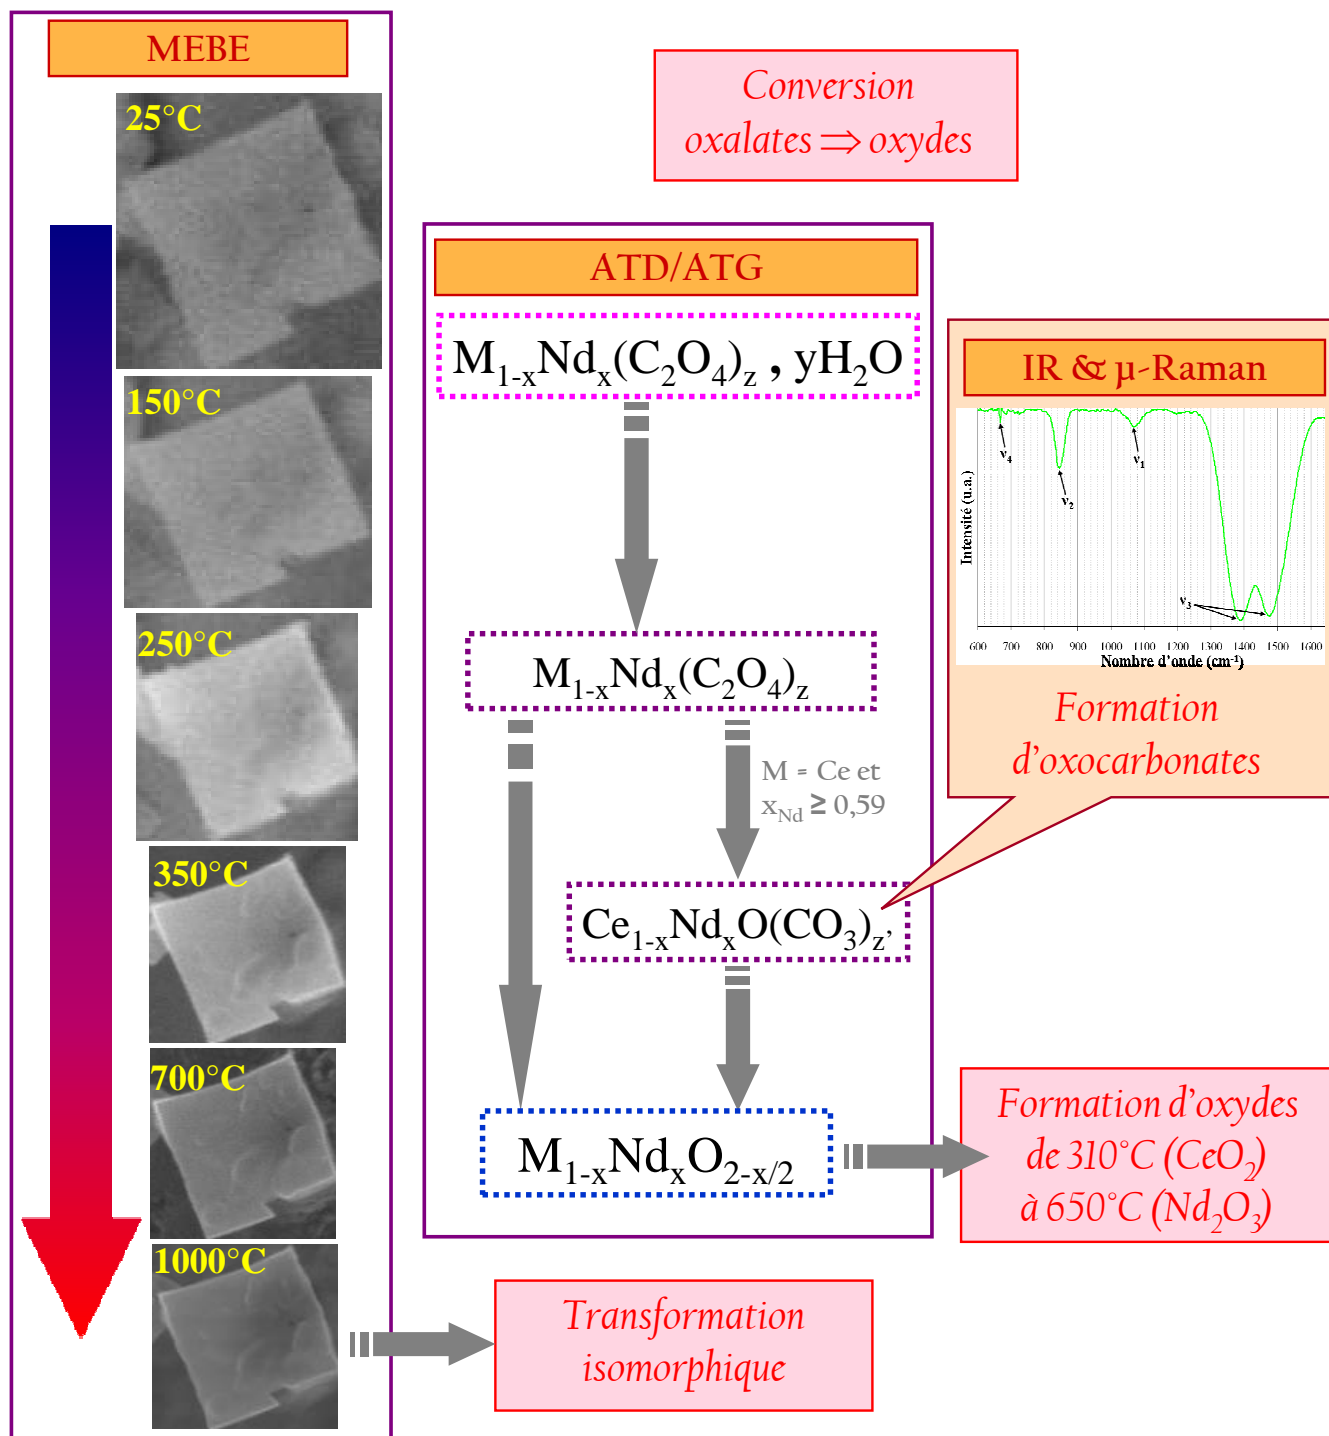 MEBE
25°C
150°C
250°C
350°C
700°C
1000°C
Conversion
oxalates ⇒ oxydes
ATD/ATG
M₁₋ₓNdₓ(C₂O₄)z , yH₂O
M₁₋ₓNdₓ(C₂O₄)z
M = Ce et
xNd ≥ 0,59
Ce₁₋ₓNdₓO(CO₃)z'
M₁₋ₓNdₓO₂₋ₓ/₂
IR & µ-Raman
Intensité (u.a.)
ν₄
ν₂
ν₁
ν₃
600 700 800 900 1000 1100 1200 1300 1400 1500 1600
Nombre d'onde (cm⁻¹)
Formation
d'oxocarbonates
Formation d'oxydes
de 310°C (CeO₂)
à 650°C (Nd₂O₃)
Transformation
isomorphique